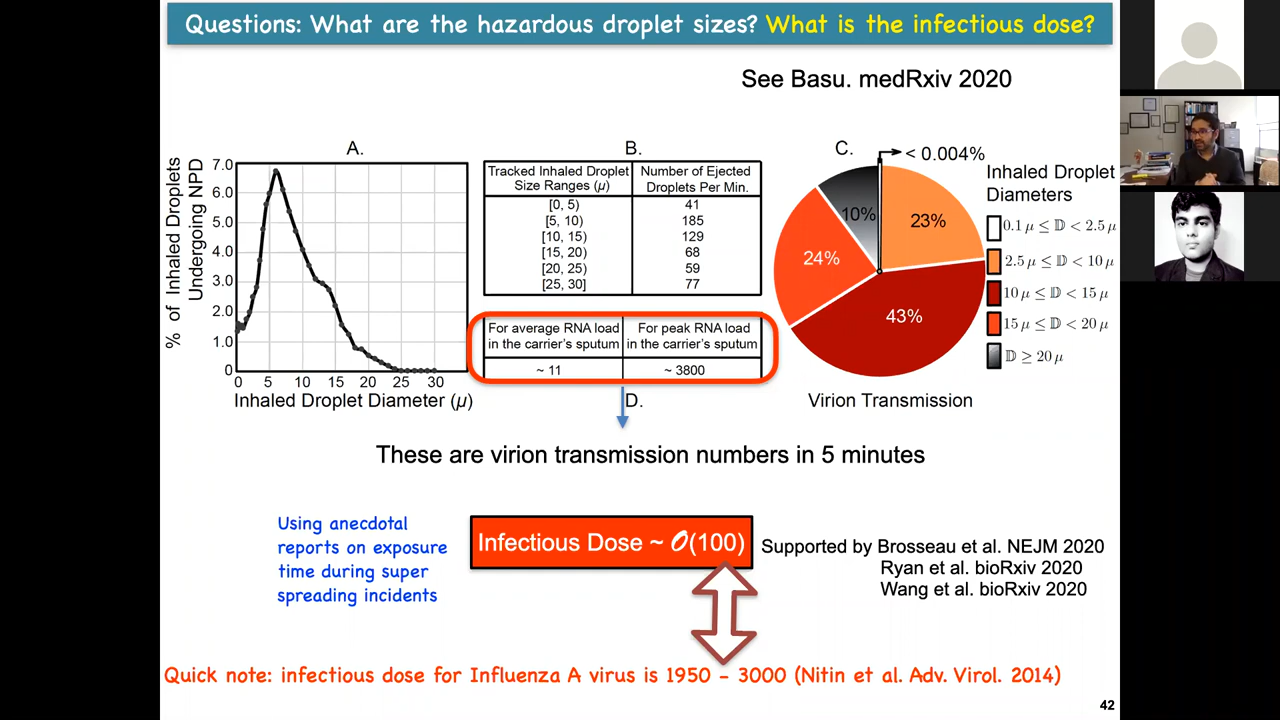 Questions: What are the hazardous droplet sizes? What is the infectious dose?
See Basu. medRxiv 2020
A.
% of Inhaled Droplets
Undergoing NPD
7.0
6.0
5.0
4.0
3.0
2.0
1.0
0
0 5 10 15 20 25 30
Inhaled Droplet Diameter (μ)
B.
Tracked Inhaled Droplet
Size Ranges (μ)
Number of Ejected
Droplets Per Min.
[0, 5) 41
[5, 10) 185
[10, 15) 129
[15, 20) 68
[20, 25) 59
[25, 30] 77
For average RNA load
in the carrier's sputum
For peak RNA load
in the carrier's sputum
~ 11
~ 3800
D.
C.
< 0.004%
23%
43%
24%
10%
Virion Transmission
Inhaled Droplet
Diameters
0.1 μ ≤ 𝔻 < 2.5 μ
2.5 μ ≤ 𝔻 < 10 μ
10 μ ≤ 𝔻 < 15 μ
15 μ ≤ 𝔻 < 20 μ
𝔻 ≥ 20 μ
These are virion transmission numbers in 5 minutes
Using anecdotal
reports on exposure
time during super
spreading incidents
Infectious Dose ~ 𝒪(100)
Supported by Brosseau et al. NEJM 2020
Ryan et al. bioRxiv 2020
Wang et al. bioRxiv 2020
Quick note: infectious dose for Influenza A virus is 1950 – 3000 (Nitin et al. Adv. Virol. 2014)
42